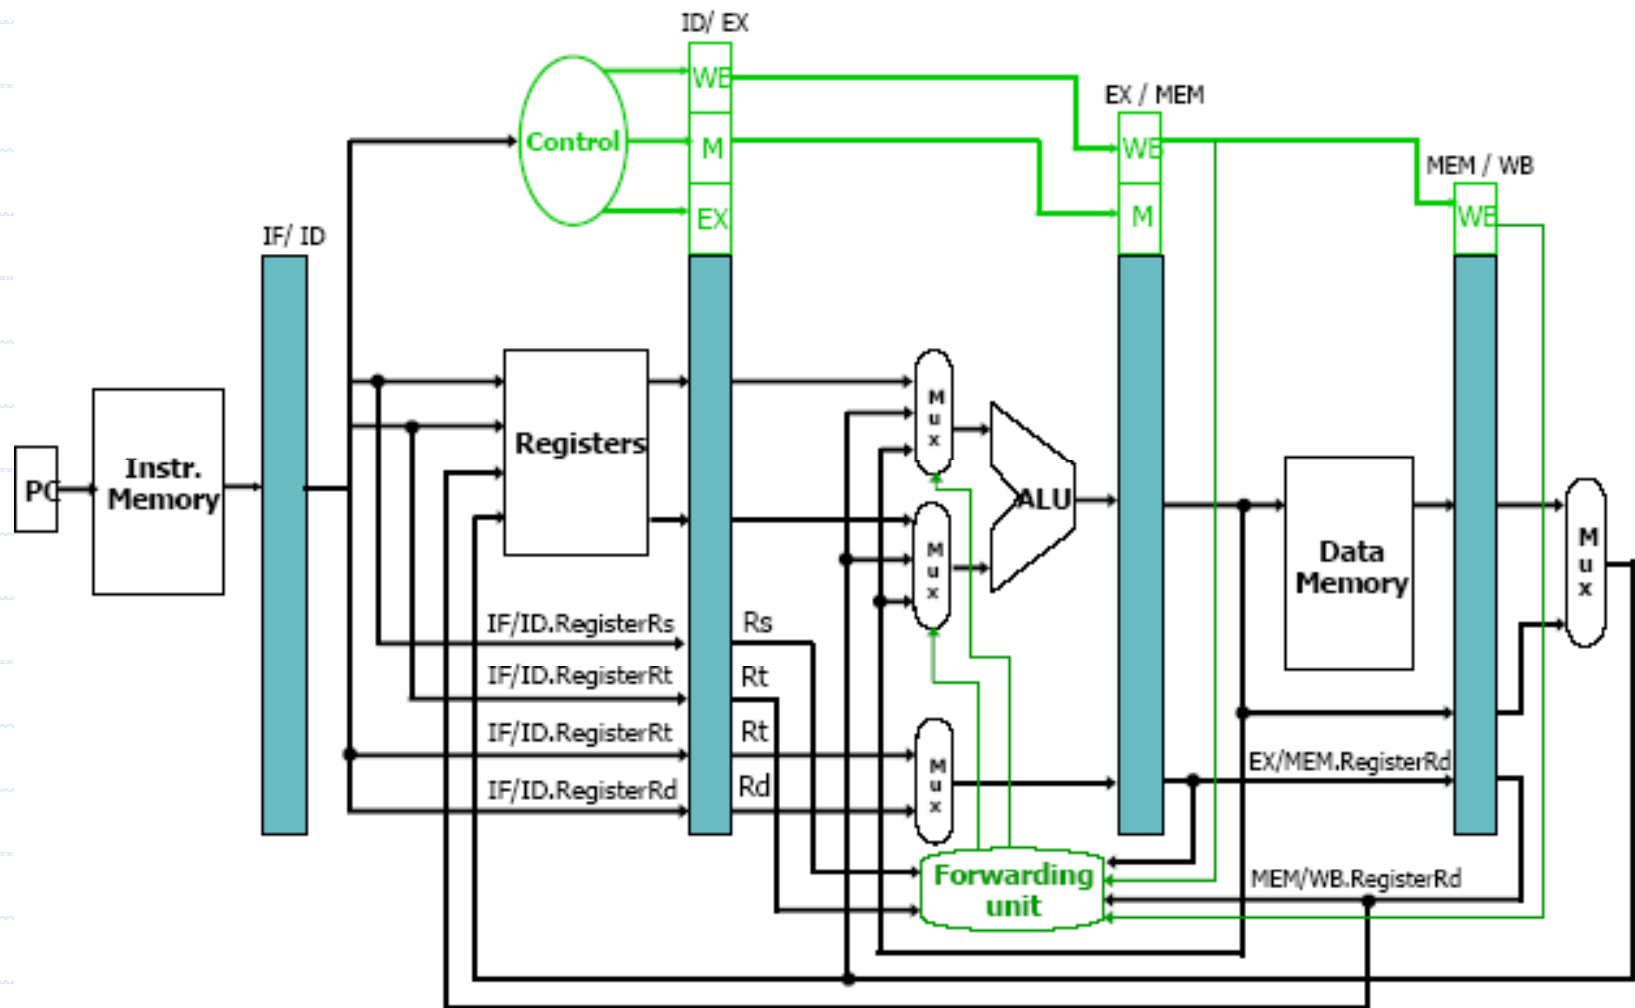 ID/ EX
WB
EX / MEM
Control
M
WB
MEM / WB
EX
M
WB
IF/ ID
M
u
x
Registers
PC
Instr.
Memory
ALU
M
u
x
Data
Memory
M
u
x
IF/ID.RegisterRs
Rs
IF/ID.RegisterRt
Rt
IF/ID.RegisterRt
Rt
IF/ID.RegisterRd
Rd
M
u
x
EX/MEM.RegisterRd
Forwarding
unit
MEM/WB.RegisterRd